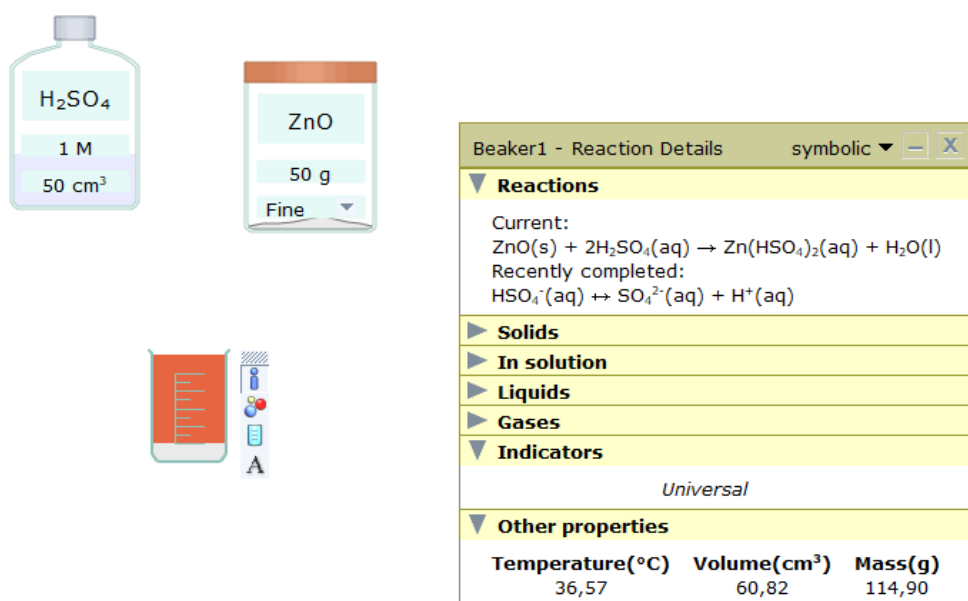 H₂SO₄
1 M
50 cm³
ZnO
50 g
Fine
A
Beaker1 - Reaction Details symbolic X
Reactions
Current:
ZnO(s) + 2H₂SO₄(aq) → Zn(HSO₄)₂(aq) + H₂O(l)
Recently completed:
HSO₄⁻(aq) ↔ SO₄²⁻(aq) + H⁺(aq)
Solids
In solution
Liquids
Gases
Indicators
Universal
Other properties
Temperature(°C) Volume(cm³) Mass(g)
36,57 60,82 114,90